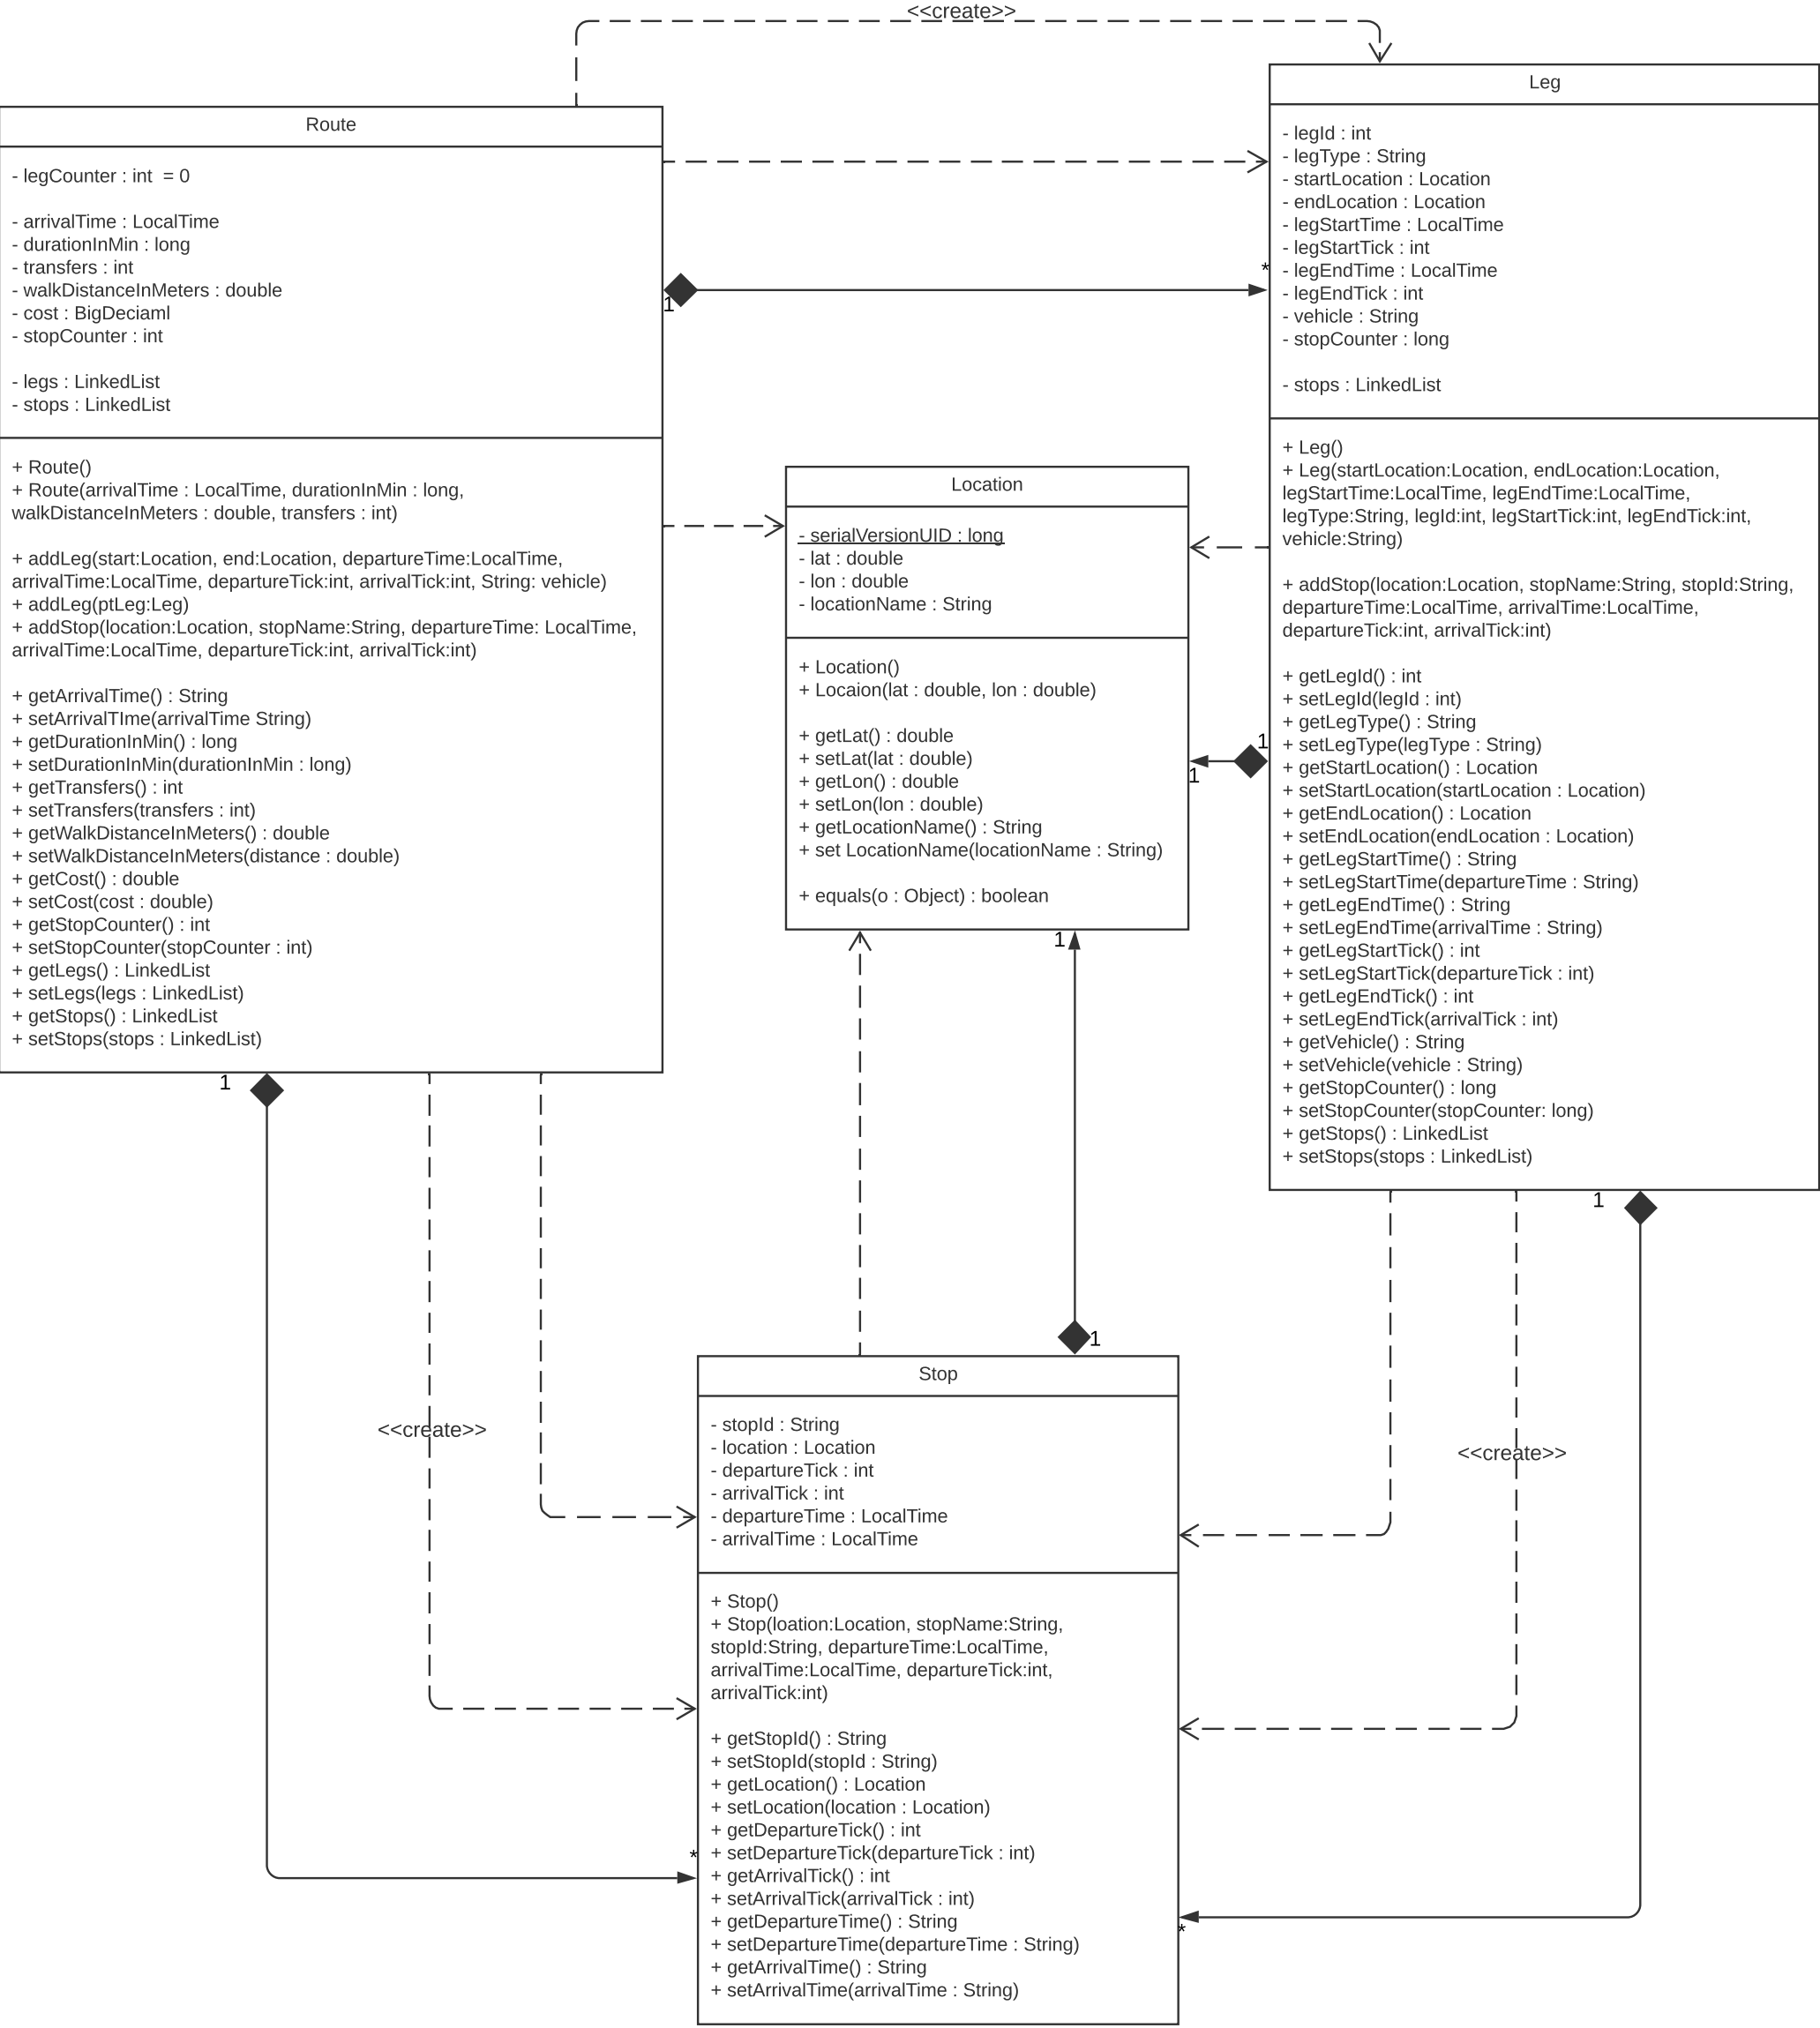 <<create>>
Route
- legCounter : int  = 0
- arrivalTime : LocalTime
- durationInMin : long
- transfers : int
- walkDistanceInMeters : double
- cost : BigDeciaml
- stopCounter : int
- legs : LinkedList
- stops : LinkedList
+ Route()
+ Route(arrivalTime : LocalTime, durationInMin : long,
walkDistanceInMeters : double, transfers : int)
+ addLeg(start:Location, end:Location, departureTime:LocalTime,
arrivalTime:LocalTime, departureTick:int, arrivalTick:int, String: vehicle)
+ addLeg(ptLeg:Leg)
+ addStop(location:Location, stopName:String, departureTime: LocalTime,
arrivalTime:LocalTime, departureTick:int, arrivalTick:int)
+ getArrivalTime() : String
+ setArrivalTIme(arrivalTime String)
+ getDurationInMin() : long
+ setDurationInMin(durationInMin : long)
+ getTransfers() : int
+ setTransfers(transfers : int)
+ getWalkDistanceInMeters() : double
+ setWalkDistanceInMeters(distance : double)
+ getCost() : double
+ setCost(cost : double)
+ getStopCounter() : int
+ setStopCounter(stopCounter : int)
+ getLegs() : LinkedList
+ setLegs(legs : LinkedList)
+ getStops() : LinkedList
+ setStops(stops : LinkedList)
1
*
1
Leg
- legId : int
- legType : String
- startLocation : Location
- endLocation : Location
- legStartTime : LocalTime
- legStartTick : int
- legEndTime : LocalTime
- legEndTick : int
- vehicle : String
- stopCounter : long
- stops : LinkedList
+ Leg()
+ Leg(startLocation:Location, endLocation:Location,
legStartTime:LocalTime, legEndTime:LocalTime,
legType:String, legId:int, legStartTick:int, legEndTick:int,
vehicle:String)
+ addStop(location:Location, stopName:String, stopId:String,
departureTime:LocalTime, arrivalTime:LocalTime,
departureTick:int, arrivalTick:int)
+ getLegId() : int
+ setLegId(legId : int)
+ getLegType() : String
+ setLegType(legType : String)
+ getStartLocation() : Location
+ setStartLocation(startLocation : Location)
+ getEndLocation() : Location
+ setEndLocation(endLocation : Location)
+ getLegStartTime() : String
+ setLegStartTime(departureTime : String)
+ getLegEndTime() : String
+ setLegEndTime(arrivalTime : String)
+ getLegStartTick() : int
+ setLegStartTick(departureTick : int)
+ getLegEndTick() : int
+ setLegEndTick(arrivalTick : int)
+ getVehicle() : String
+ setVehicle(vehicle : String)
+ getStopCounter() : long
+ setStopCounter(stopCounter: long)
+ getStops() : LinkedList
+ setStops(stops : LinkedList)
1
Location
- serialVersionUID : long
- lat : double
- lon : double
- locationName : String
+ Location()
+ Locaion(lat : double, lon : double)
+ getLat() : double
+ setLat(lat : double)
+ getLon() : double
+ setLon(lon : double)
+ getLocationName() : String
+ set LocationName(locationName : String)
+ equals(o : Object) : boolean
1
1
1
1
<<create>>
<<create>>
Stop
- stopId : String
- location : Location
- departureTick : int
- arrivalTick : int
- departureTime : LocalTime
- arrivalTime : LocalTime
+ Stop()
+ Stop(loation:Location, stopName:String,
stopId:String, departureTime:LocalTime,
arrivalTime:LocalTime, departureTick:int,
arrivalTick:int)
+ getStopId() : String
+ setStopId(stopId : String)
+ getLocation() : Location
+ setLocation(location : Location)
+ getDepartureTick() : int
+ setDepartureTick(departureTick : int)
+ getArrivalTick() : int
+ setArrivalTick(arrivalTick : int)
+ getDepartureTime() : String
+ setDepartureTime(departureTime : String)
+ getArrivalTime() : String
+ setArrivalTime(arrivalTime : String)
*
*